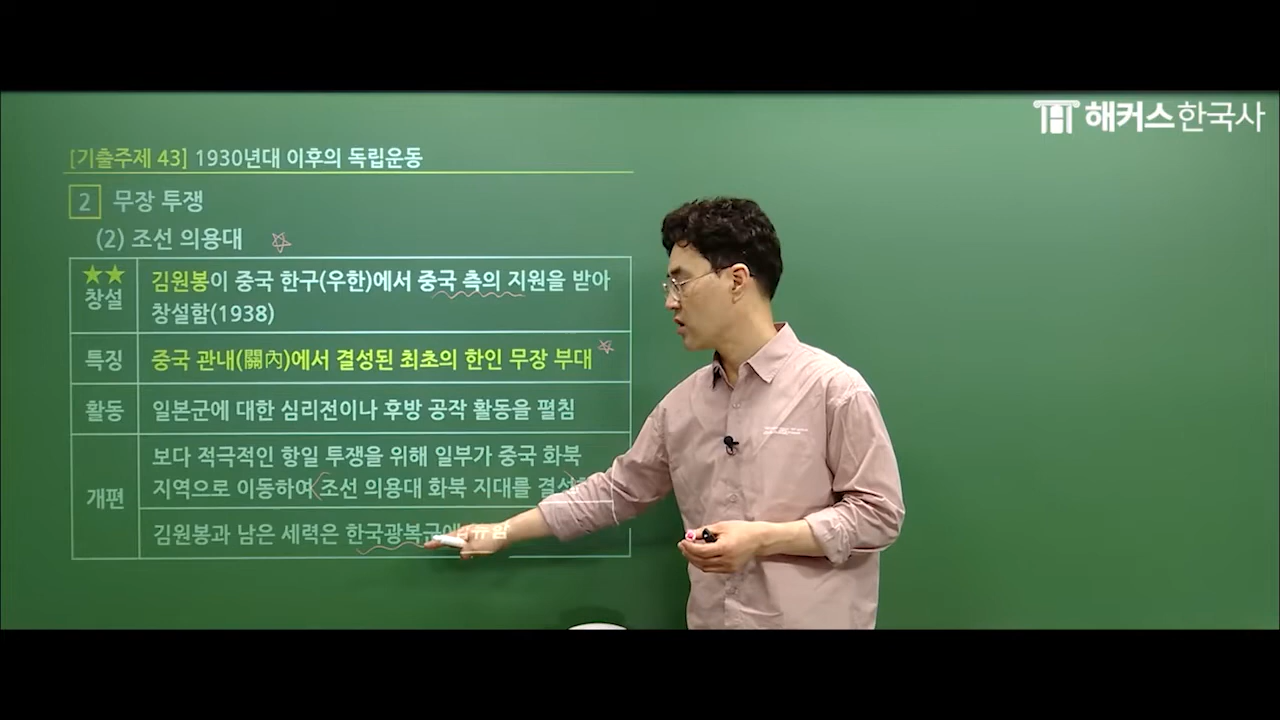 해커스한국사
[기출주제 43] 1930년대 이후의 독립운동
2 무장 투쟁
(2) 조선 의용대
★★
창설
김원봉이 중국 한구(우한)에서 중국 측의 지원을 받아
창설함(1938)
특징
중국 관내(關內)에서 결성된 최초의 한인 무장 부대
활동
일본군에 대한 심리전이나 후방 공작 활동을 펼침
개편
보다 적극적인 항일 투쟁을 위해 일부가 중국 화북
지역으로 이동하여 조선 의용대 화북 지대를 결성
김원봉과 남은 세력은 한국광복군에